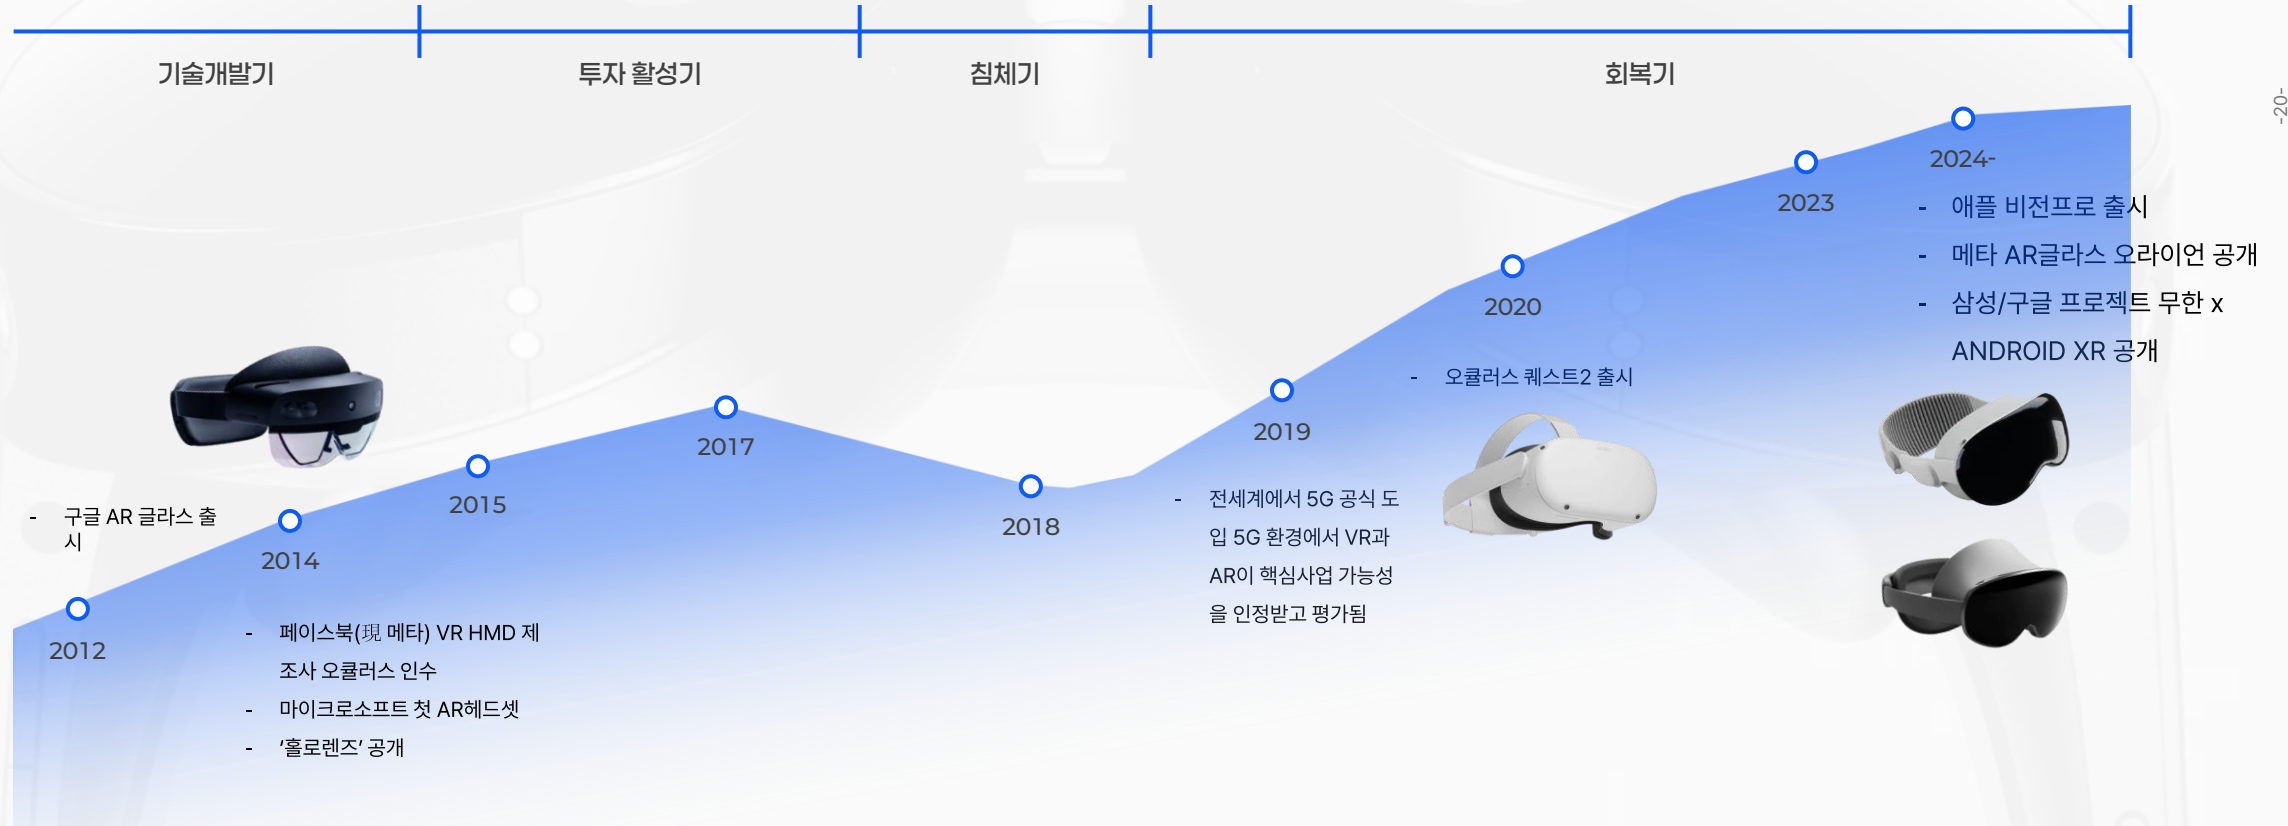 기술개발기
투자 활성기
침체기
회복기
-20-
2012
- 구글 AR 글라스 출
시
2014
- 페이스북(現 메타) VR HMD 제
조사 오큘러스 인수
- 마이크로소프트 첫 AR헤드셋
- ‘홀로렌즈’ 공개
2015
2017
2018
2019
- 전세계에서 5G 공식 도
입 5G 환경에서 VR과
AR이 핵심사업 가능성
을 인정받고 평가됨
2020
- 오큘러스 퀘스트2 출시
2023
2024-
- 애플 비전프로 출시
- 메타 AR글라스 오라이언 공개
- 삼성/구글 프로젝트 무한 x
ANDROID XR 공개